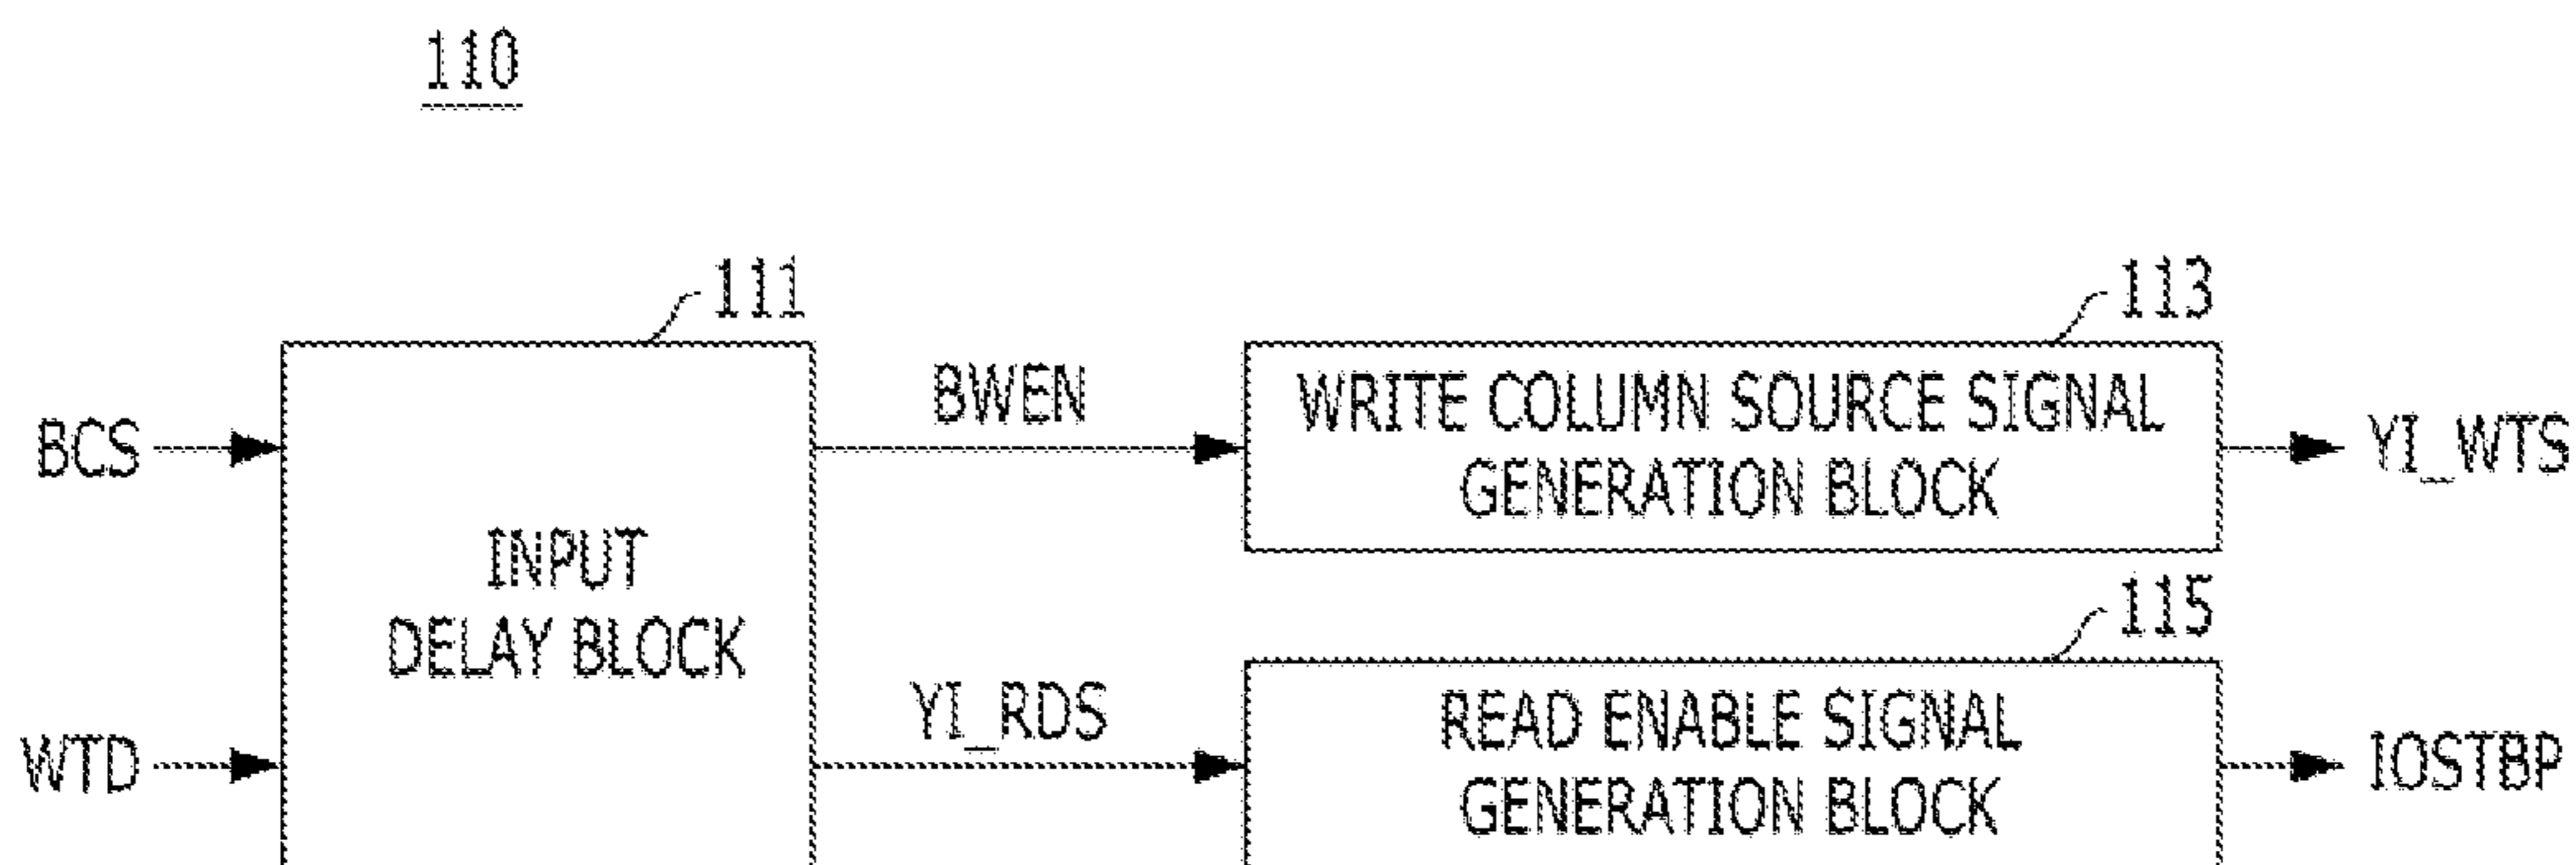 110
111
113
BCS
BWEN
WRITE COLUMN SOURCE SIGNAL
GENERATION BLOCK
YI_WTS
INPUT
DELAY BLOCK
115
WTD
YI_RDS
READ ENABLE SIGNAL
GENERATION BLOCK
IOSTBP